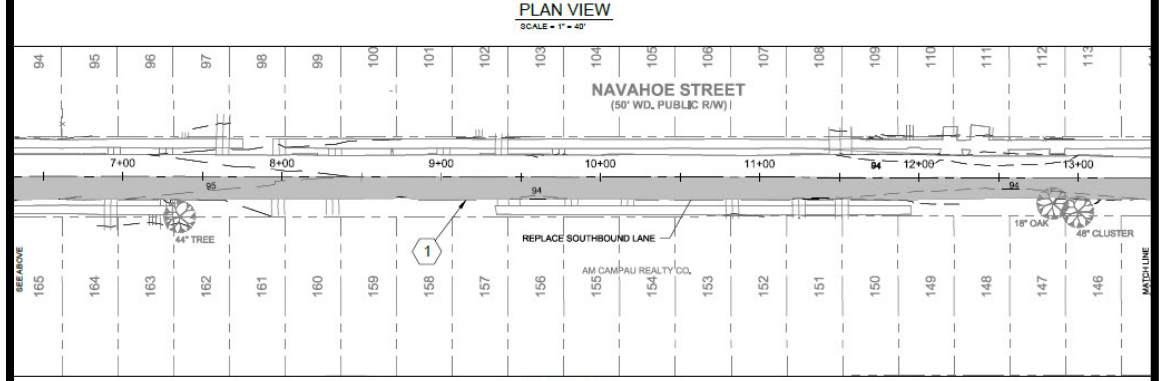 PLAN VIEW
SCALE = 1" = 40'
94 95 96 97 98 99 100 101 102 103 104 105 106 107 108 109 110 111 112 113
NAVAHOE STREET
(50' WD. PUBLIC R/W)
7+00 8+00 9+00 10+00 11+00 94 12+00 13+00
95 94 94
44" TREE
18" OAK
48" CLUSTER
REPLACE SOUTHBOUND LANE
1
AM CAMPAU REALTY CO.
SEE ABOVE
165 164 163 162 161 160 159 158 157 156 155 154 153 152 151 150 149 148 147 146
MATCH LINE